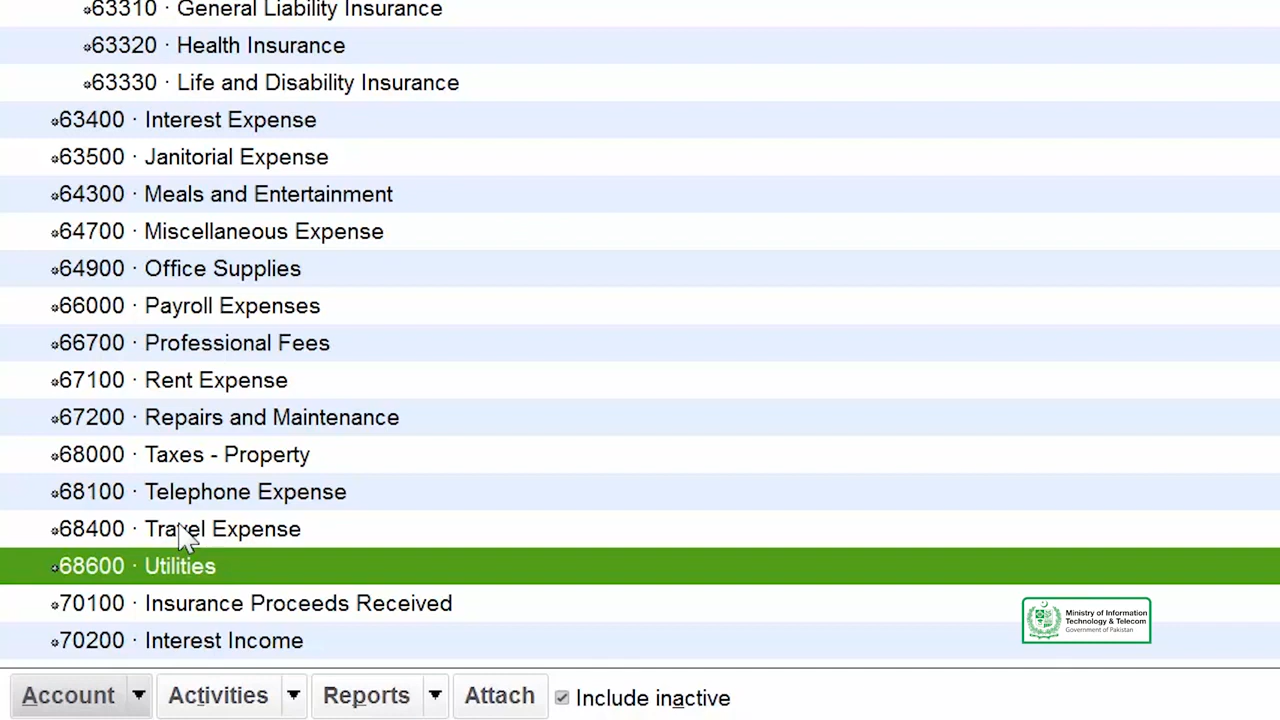 63310 · General Liability Insurance
63320 · Health Insurance
63330 · Life and Disability Insurance
63400 · Interest Expense
63500 · Janitorial Expense
64300 · Meals and Entertainment
64700 · Miscellaneous Expense
64900 · Office Supplies
66000 · Payroll Expenses
66700 · Professional Fees
67100 · Rent Expense
67200 · Repairs and Maintenance
68000 · Taxes - Property
68100 · Telephone Expense
68400 · Travel Expense
68600 · Utilities
70100 · Insurance Proceeds Received
70200 · Interest Income
Ministry of Information
Technology & Telecom
Government of Pakistan
Account Activities Reports Attach Include inactive